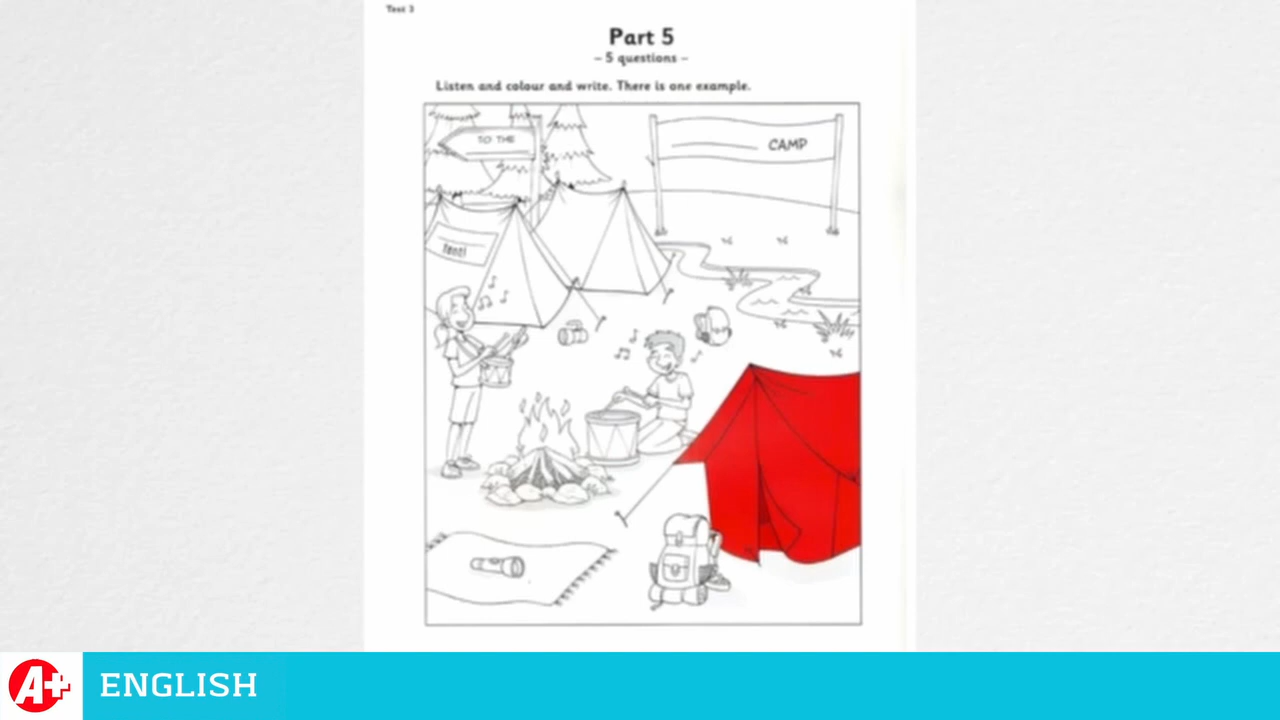 Test 3
Part 5
– 5 questions –
Listen and colour and write. There is one example.
TO THE
CAMP
tent!
A+
ENGLISH